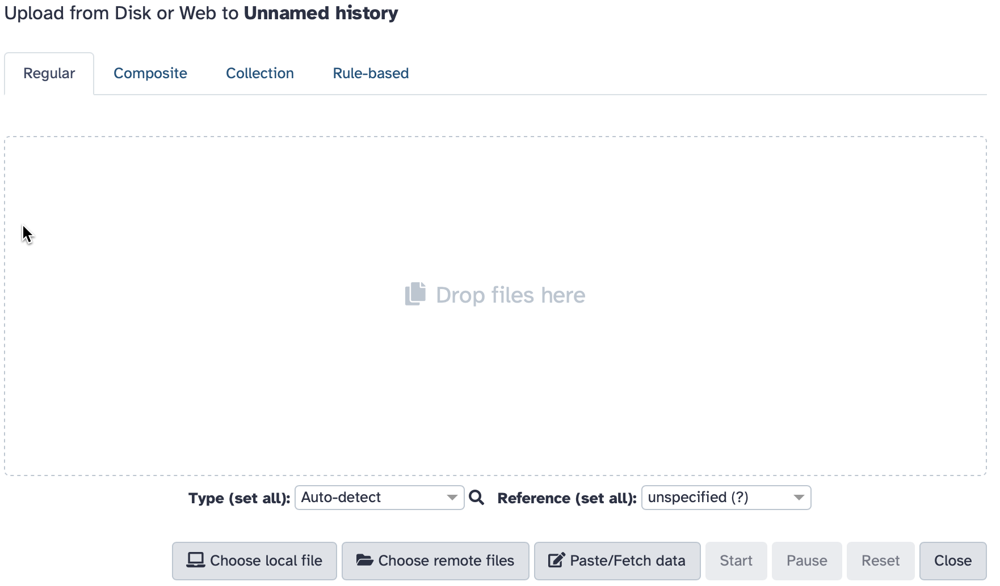 Upload from Disk or Web to Unnamed history
Regular Composite Collection Rule-based
Drop files here
Type (set all): Auto-detect Reference (set all): unspecified (?)
Choose local file Choose remote files Paste/Fetch data Start Pause Reset Close